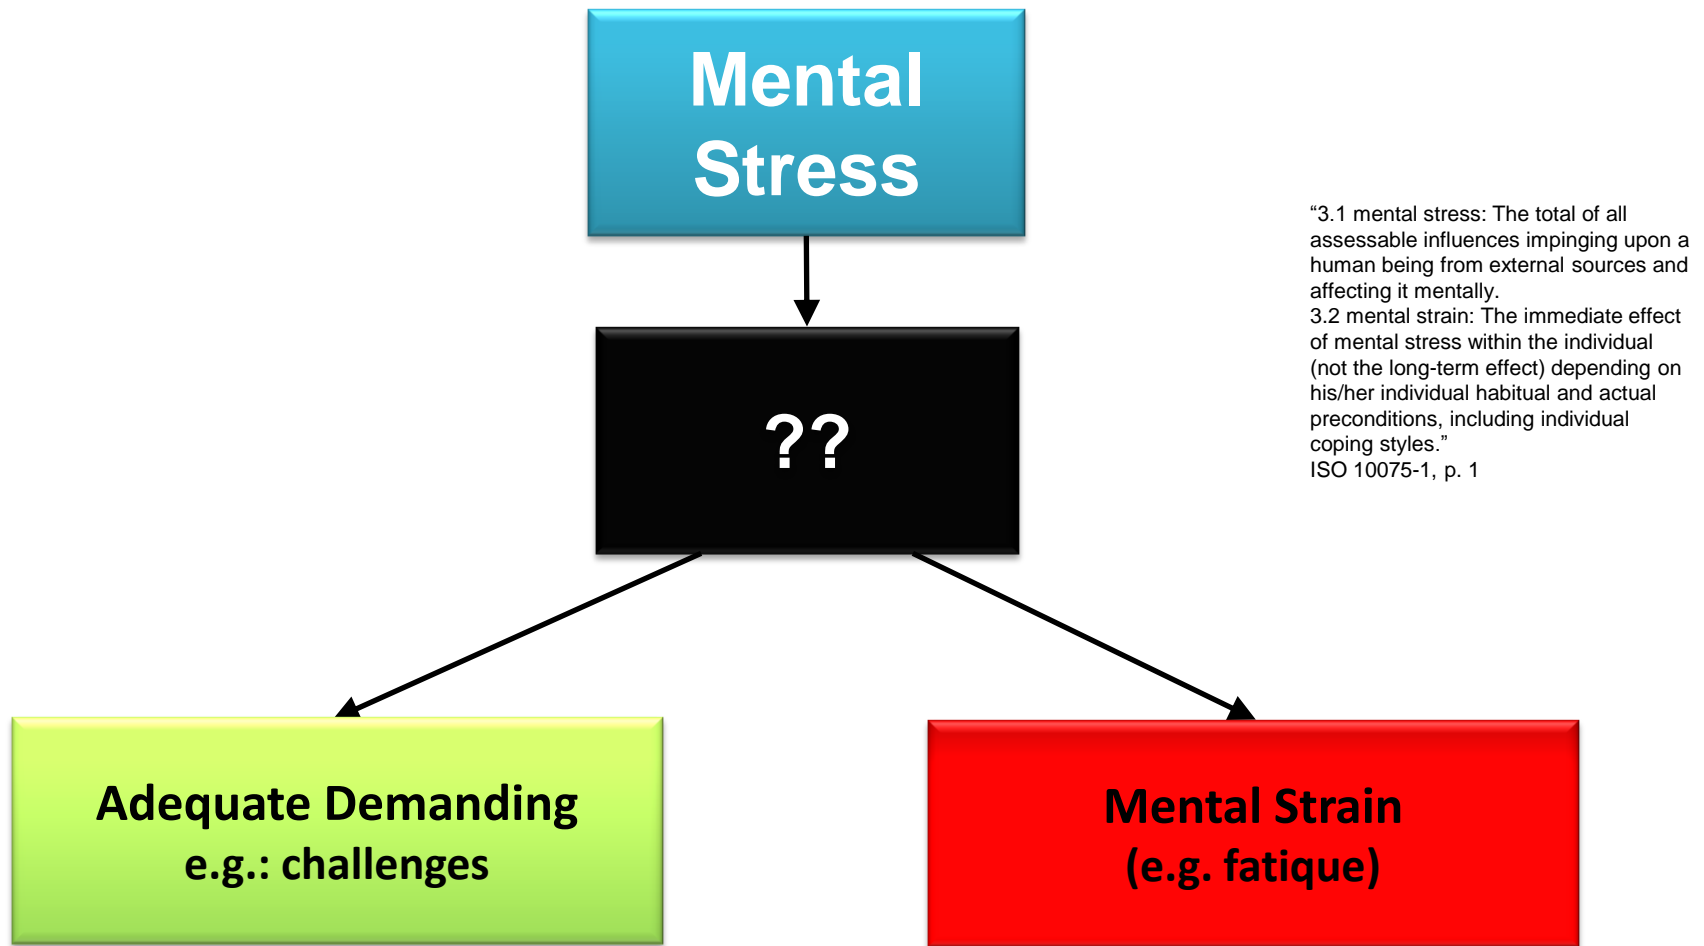 Mental
Stress
“3.1 mental stress: The total of all
assessable influences impinging upon a
human being from external sources and
affecting it mentally.
3.2 mental strain: The immediate effect
of mental stress within the individual
(not the long-term effect) depending on
his/her individual habitual and actual
preconditions, including individual
coping styles.”
ISO 10075-1, p. 1
??
Adequate Demanding
e.g.: challenges
Mental Strain
(e.g. fatique)